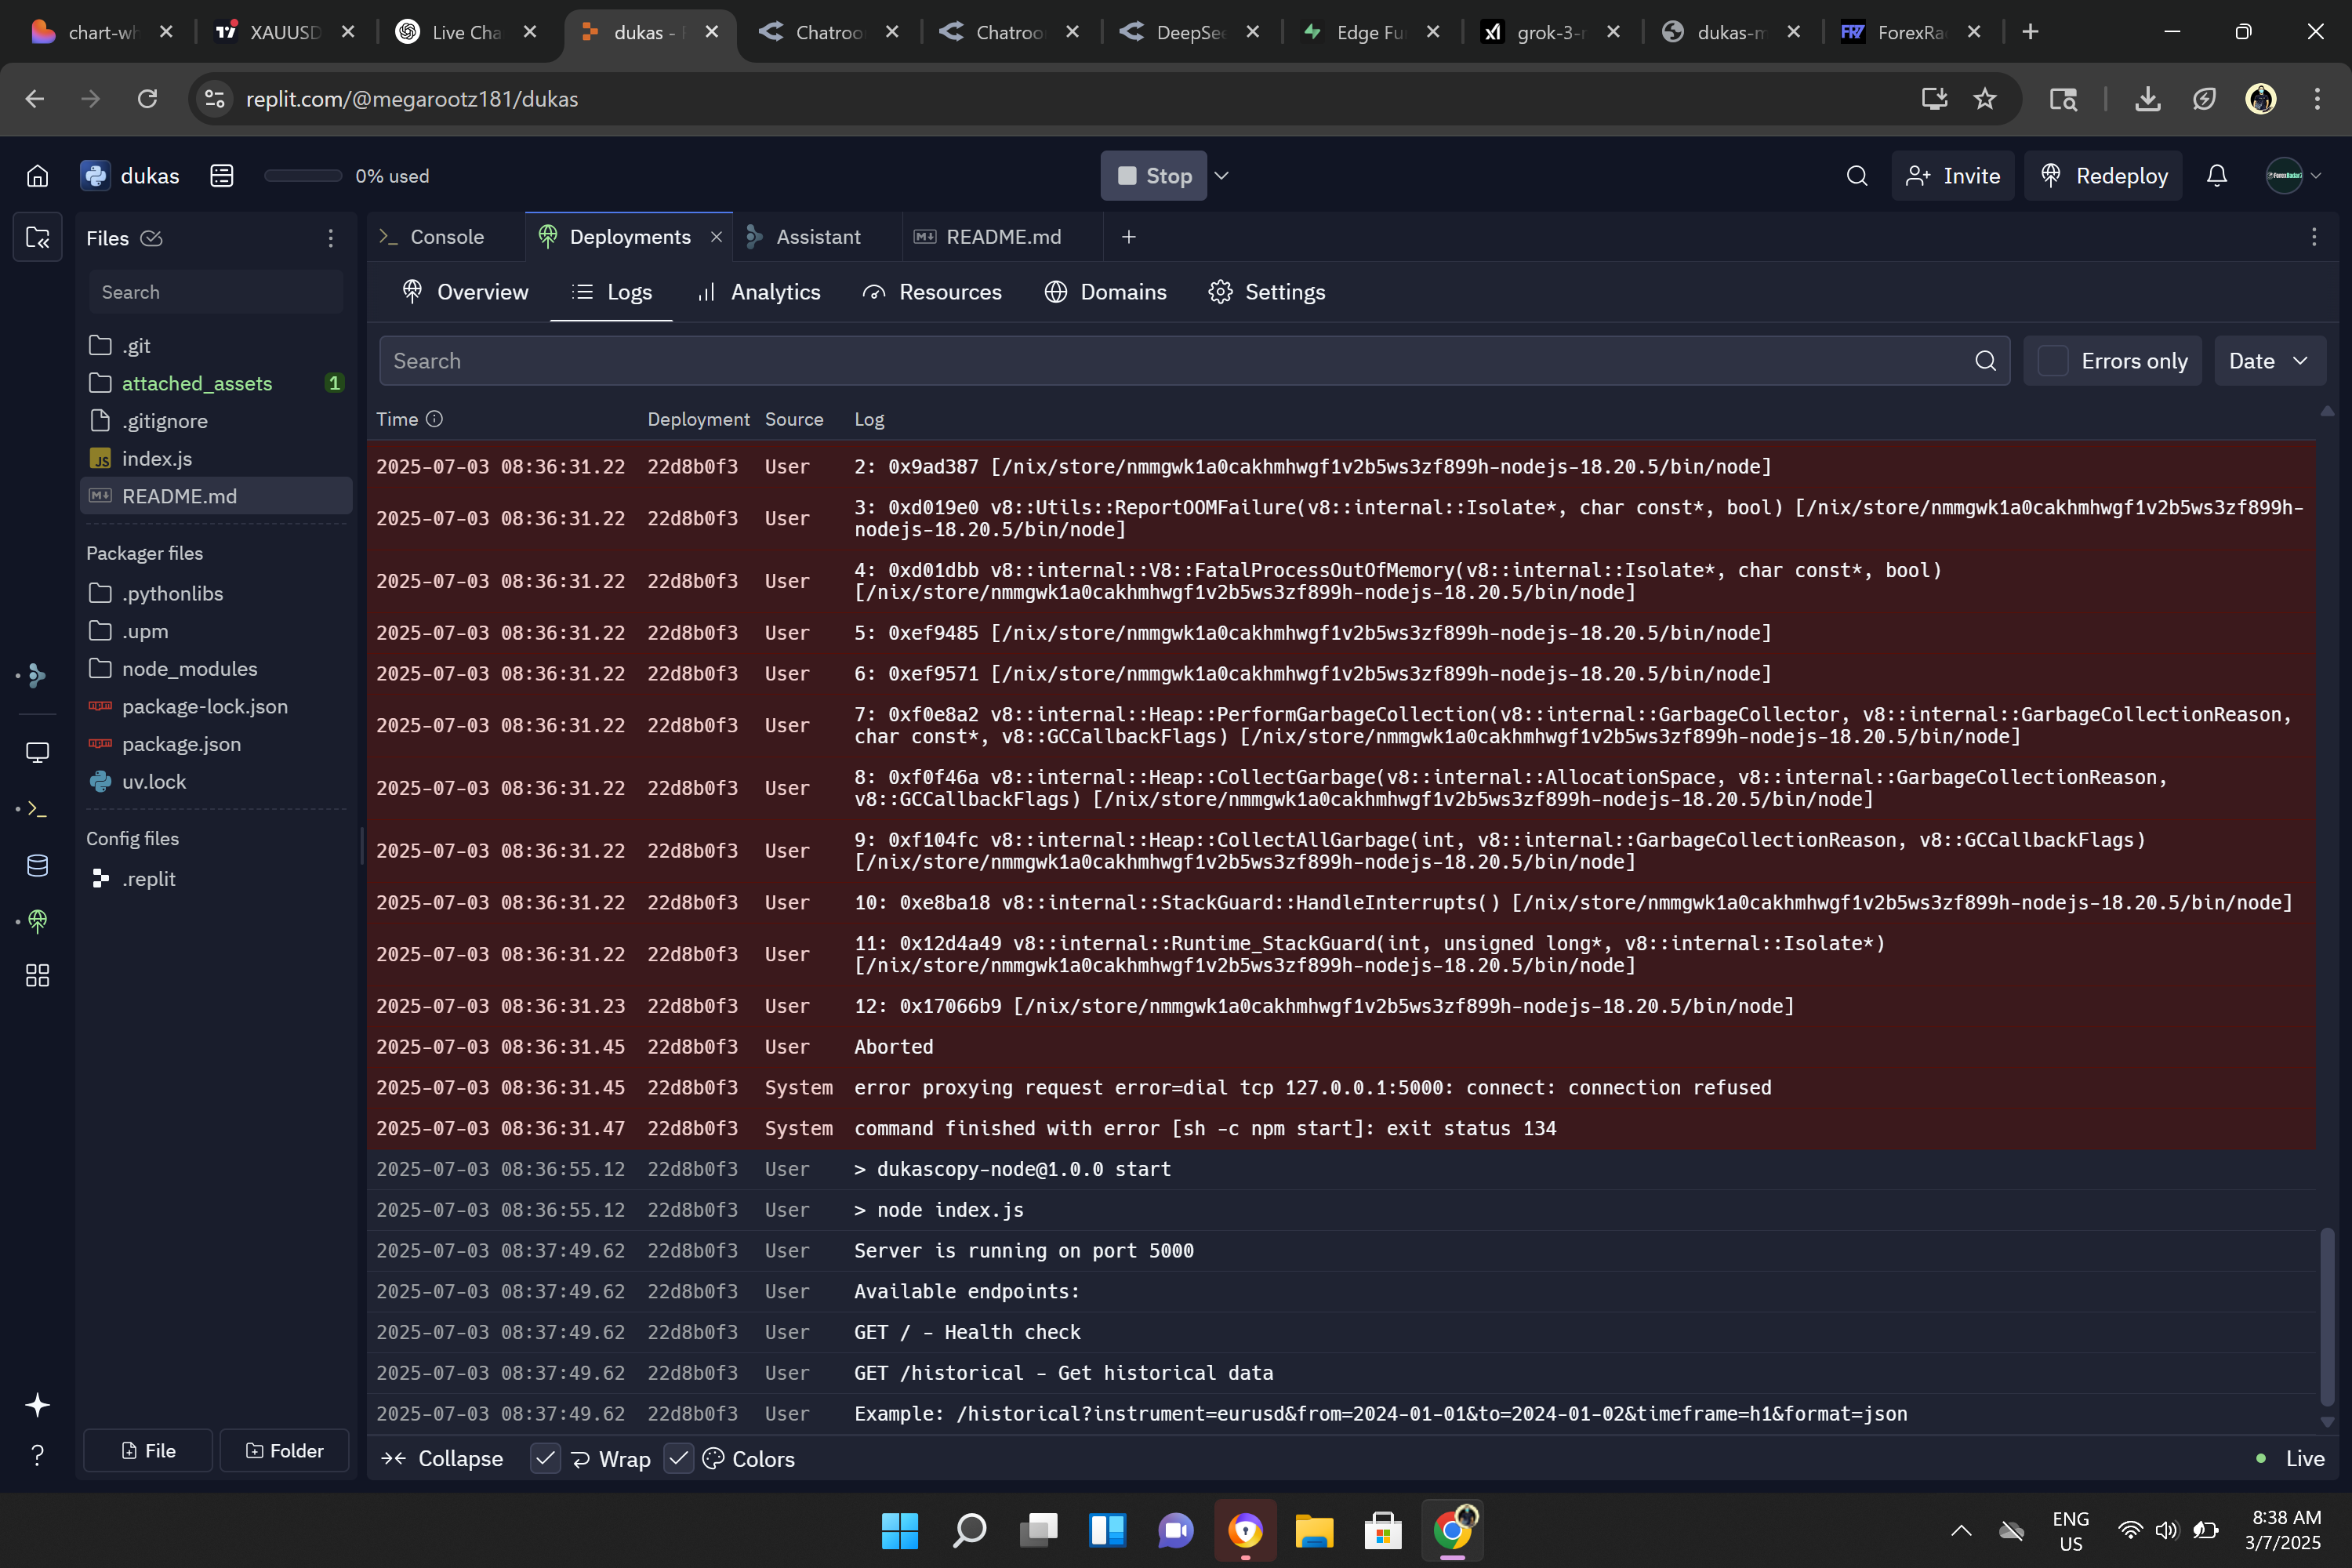 chart-wh
XAUUSD
Live Cha
dukas - R
Chatroo
Chatroo
DeepSee
Edge Fu
grok-3-r
dukas-m
ForexRa
replit.com/@megarootz181/dukas
dukas
0% used
Stop
Invite
Redeploy
Files
Console
Deployments
Assistant
README.md
Search
Overview
Logs
Analytics
Resources
Domains
Settings
.git
attached_assets
1
.gitignore
index.js
README.md
Packager files
.pythonlibs
.upm
node_modules
package-lock.json
package.json
uv.lock
Config files
.replit
File
Folder
Search
Errors only
Date
Time Deployment Source Log
2025-07-03 08:36:31.22 22d8b0f3 User 2: 0x9ad387 [/nix/store/nmmgwk1a0cakhmhwgf1v2b5ws3zf899h-nodejs-18.20.5/bin/node]
2025-07-03 08:36:31.22 22d8b0f3 User 3: 0xd019e0 v8::Utils::ReportOOMFailure(v8::internal::Isolate*, char const*, bool) [/nix/store/nmmgwk1a0cakhmhwgf1v2b5ws3zf899h-
nodejs-18.20.5/bin/node]
2025-07-03 08:36:31.22 22d8b0f3 User 4: 0xd01dbb v8::internal::V8::FatalProcessOutOfMemory(v8::internal::Isolate*, char const*, bool)
[/nix/store/nmmgwk1a0cakhmhwgf1v2b5ws3zf899h-nodejs-18.20.5/bin/node]
2025-07-03 08:36:31.22 22d8b0f3 User 5: 0xef9485 [/nix/store/nmmgwk1a0cakhmhwgf1v2b5ws3zf899h-nodejs-18.20.5/bin/node]
2025-07-03 08:36:31.22 22d8b0f3 User 6: 0xef9571 [/nix/store/nmmgwk1a0cakhmhwgf1v2b5ws3zf899h-nodejs-18.20.5/bin/node]
2025-07-03 08:36:31.22 22d8b0f3 User 7: 0xf0e8a2 v8::internal::Heap::PerformGarbageCollection(v8::internal::GarbageCollector, v8::internal::GarbageCollectionReason,
char const*, v8::GCCallbackFlags) [/nix/store/nmmgwk1a0cakhmhwgf1v2b5ws3zf899h-nodejs-18.20.5/bin/node]
2025-07-03 08:36:31.22 22d8b0f3 User 8: 0xf0f46a v8::internal::Heap::CollectGarbage(v8::internal::AllocationSpace, v8::internal::GarbageCollectionReason,
v8::GCCallbackFlags) [/nix/store/nmmgwk1a0cakhmhwgf1v2b5ws3zf899h-nodejs-18.20.5/bin/node]
2025-07-03 08:36:31.22 22d8b0f3 User 9: 0xf104fc v8::internal::Heap::CollectAllGarbage(int, v8::internal::GarbageCollectionReason, v8::GCCallbackFlags)
[/nix/store/nmmgwk1a0cakhmhwgf1v2b5ws3zf899h-nodejs-18.20.5/bin/node]
2025-07-03 08:36:31.22 22d8b0f3 User 10: 0xe8ba18 v8::internal::StackGuard::HandleInterrupts() [/nix/store/nmmgwk1a0cakhmhwgf1v2b5ws3zf899h-nodejs-18.20.5/bin/node]
2025-07-03 08:36:31.22 22d8b0f3 User 11: 0x12d4a49 v8::internal::Runtime_StackGuard(int, unsigned long*, v8::internal::Isolate*)
[/nix/store/nmmgwk1a0cakhmhwgf1v2b5ws3zf899h-nodejs-18.20.5/bin/node]
2025-07-03 08:36:31.23 22d8b0f3 User 12: 0x17066b9 [/nix/store/nmmgwk1a0cakhmhwgf1v2b5ws3zf899h-nodejs-18.20.5/bin/node]
2025-07-03 08:36:31.45 22d8b0f3 User Aborted
2025-07-03 08:36:31.45 22d8b0f3 System error proxying request error=dial tcp 127.0.0.1:5000: connect: connection refused
2025-07-03 08:36:31.47 22d8b0f3 System command finished with error [sh -c npm start]: exit status 134
2025-07-03 08:36:55.12 22d8b0f3 User > dukascopy-node@1.0.0 start
2025-07-03 08:36:55.12 22d8b0f3 User > node index.js
2025-07-03 08:37:49.62 22d8b0f3 User Server is running on port 5000
2025-07-03 08:37:49.62 22d8b0f3 User Available endpoints:
2025-07-03 08:37:49.62 22d8b0f3 User GET / - Health check
2025-07-03 08:37:49.62 22d8b0f3 User GET /historical - Get historical data
2025-07-03 08:37:49.62 22d8b0f3 User Example: /historical?instrument=eurusd&from=2024-01-01&to=2024-01-02&timeframe=h1&format=json
Collapse
Wrap
Colors
Live
ENG
US
8:38 AM
3/7/2025